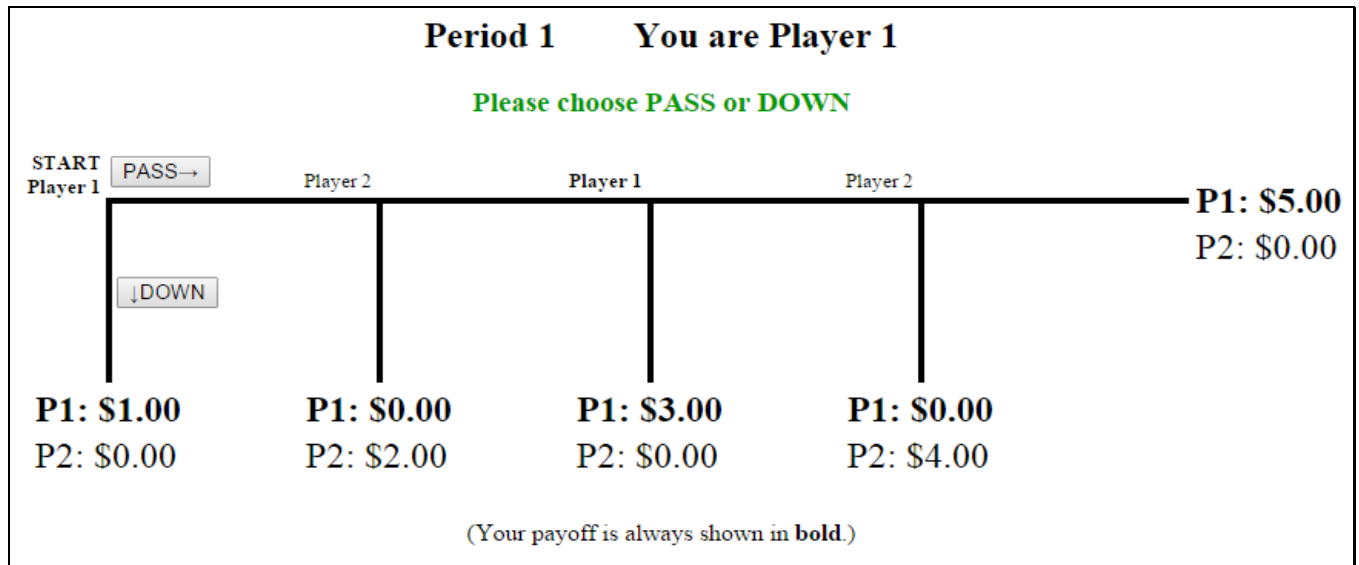 Period 1 You are Player 1
Please choose PASS or DOWN
START
Player 1
PASS→
Player 2
Player 1
Player 2
P1: $5.00
P2: $0.00
↓DOWN
P1: $1.00 P1: $0.00 P1: $3.00 P1: $0.00
P2: $0.00 P2: $2.00 P2: $0.00 P2: $4.00
(Your payoff is always shown in bold.)